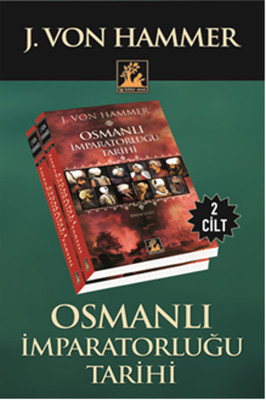 J. VON HAMMER
J. VON HAMMER
OSMANLI
İMPARATORLUĞU
TARİHİ
2
CİLT
OSMANLI
İMPARATORLUĞU
TARİHİ